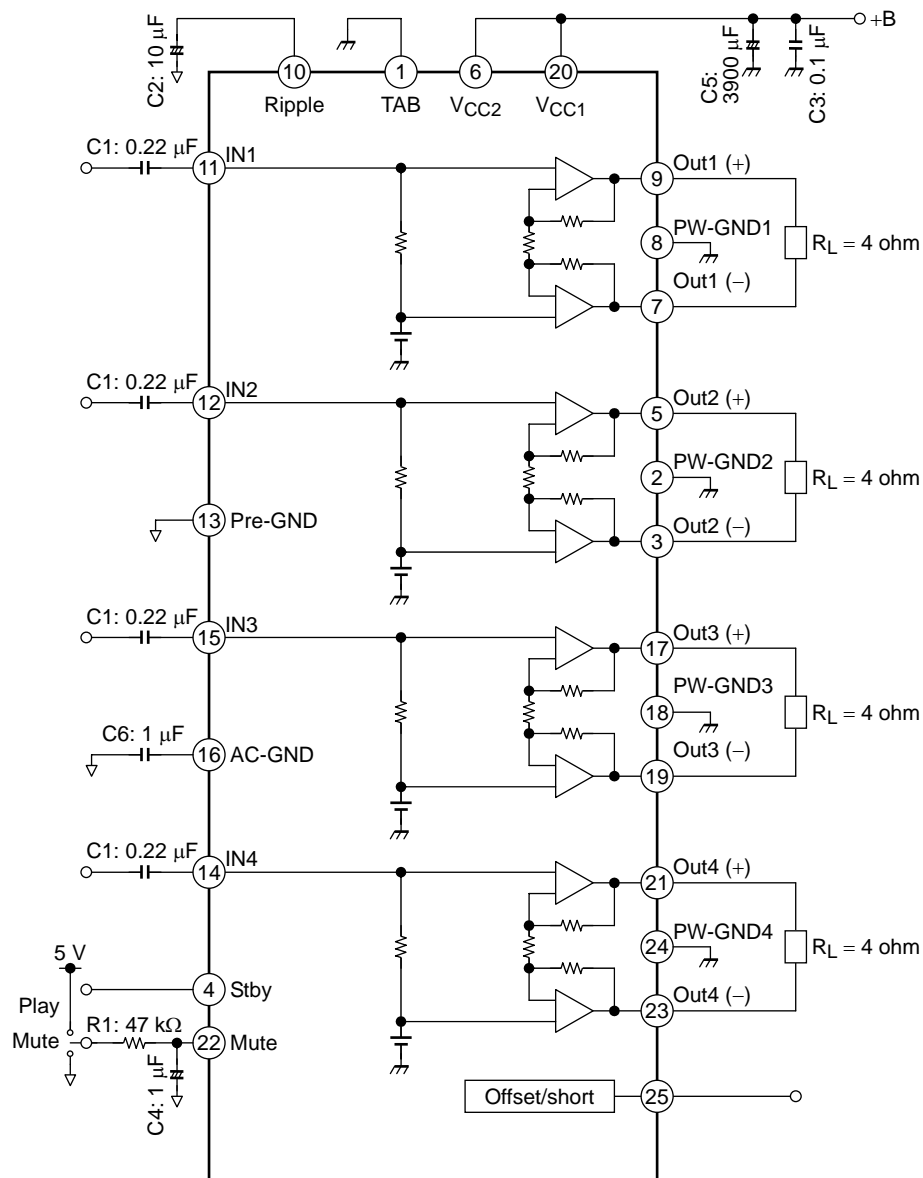 C2: 10 μF
10
Ripple
1
TAB
6
VCC2
20
VCC1
C5: 3900 μF
C3: 0.1 μF
+B
C1: 0.22 μF
11
IN1
9
Out1 (+)
8
PW-GND1
RL = 4 ohm
7
Out1 (−)
C1: 0.22 μF
12
IN2
5
Out2 (+)
2
PW-GND2
RL = 4 ohm
3
Out2 (−)
13
Pre-GND
C1: 0.22 μF
15
IN3
17
Out3 (+)
18
PW-GND3
RL = 4 ohm
19
Out3 (−)
C6: 1 μF
16
AC-GND
C1: 0.22 μF
14
IN4
21
Out4 (+)
24
PW-GND4
RL = 4 ohm
23
Out4 (−)
5 V
Play
4
Stby
Mute
R1: 47 kΩ
22
Mute
C4: 1 μF
Offset/short
25